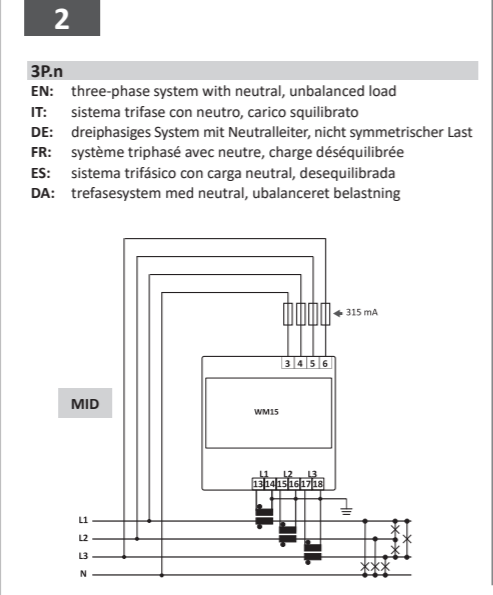 2
3P.n
EN: three-phase system with neutral, unbalanced load
IT: sistema trifase con neutro, carico squilibrato
DE: dreiphasiges System mit Neutralleiter, nicht symmetrischer Last
FR: système triphasé avec neutre, charge déséquilibrée
ES: sistema trifásico con carga neutral, desequilibrada
DA: trefasesystem med neutral, ubalanceret belastning
315 mA
3 4 5 6
MID
WM15
L1 L2 L3
13 14 15 16 17 18
L1
L2
L3
N